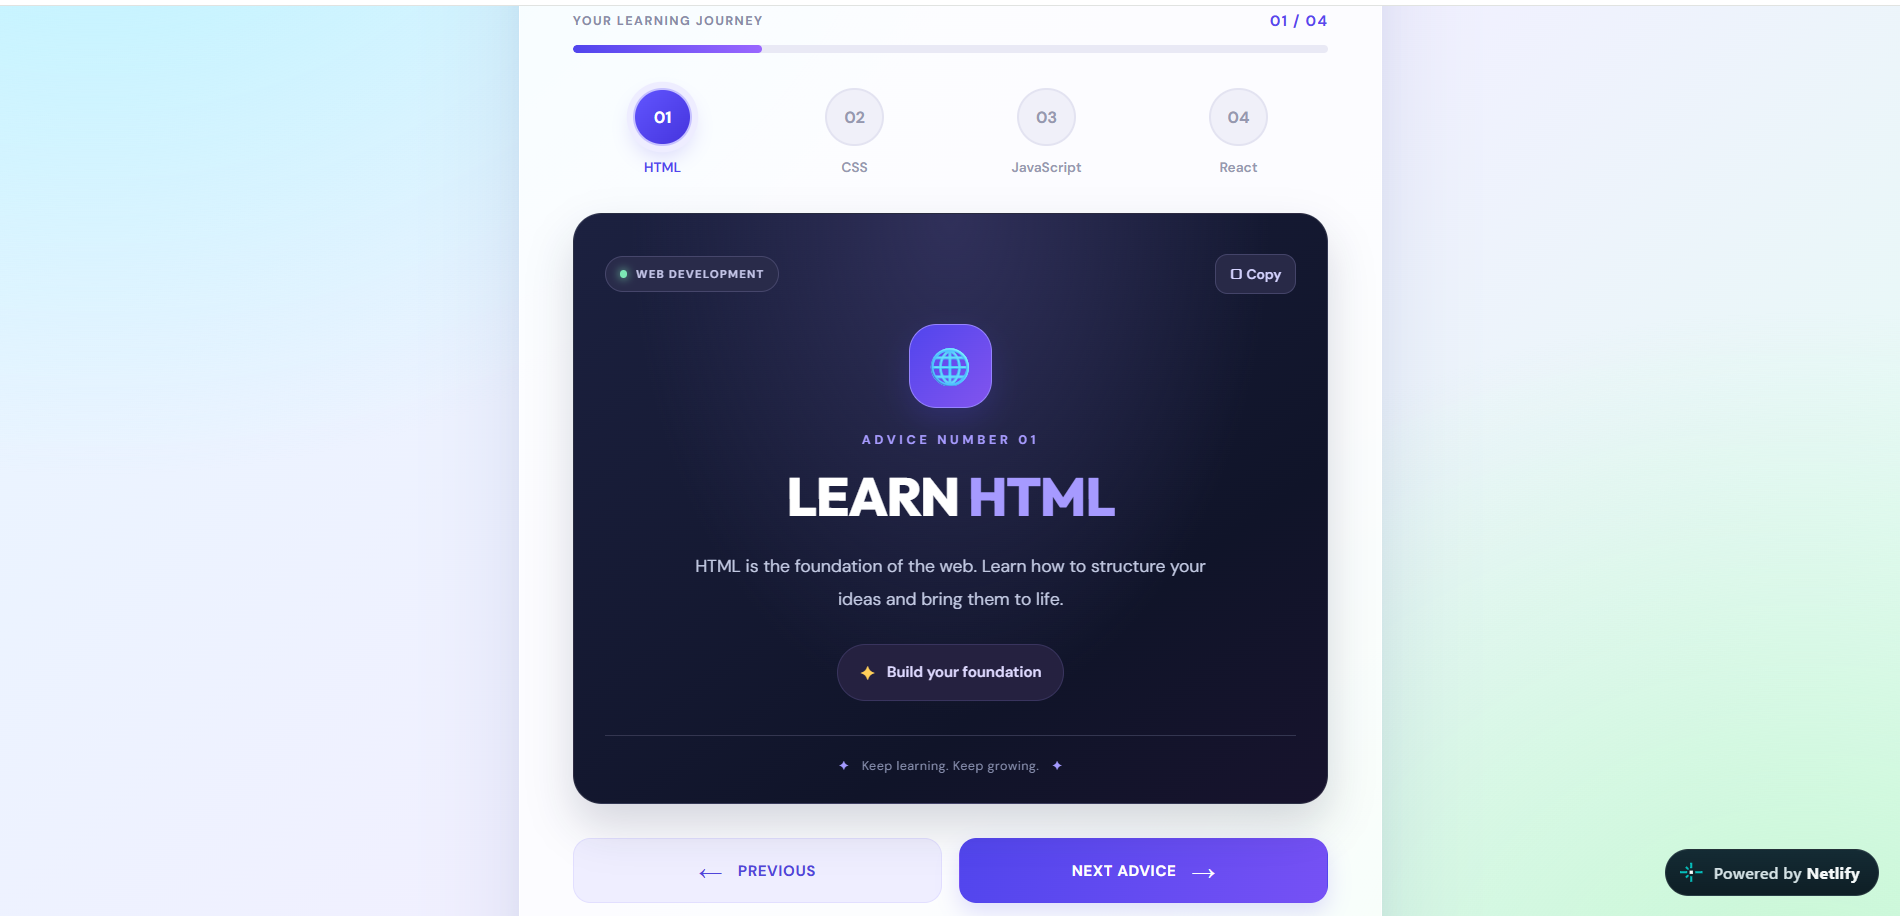 YOUR LEARNING JOURNEY
01 / 04
01
02
03
04
HTML
CSS
JavaScript
React
WEB DEVELOPMENT
Copy
ADVICE NUMBER 01
LEARN HTML
HTML is the foundation of the web. Learn how to structure your
ideas and bring them to life.
Build your foundation
Keep learning. Keep growing.
← PREVIOUS
NEXT ADVICE →
Powered by Netlify